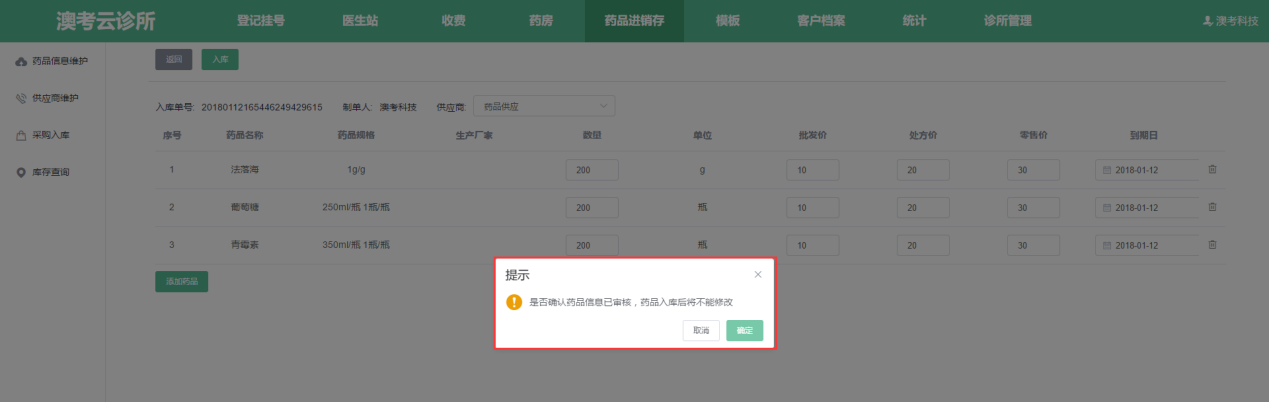 澳考云诊所 登记挂号 医生站 收费 药房 药品进销存 模板 客户档案 统计 诊所管理 澳考科技
药品信息维护
供应商维护
采购入库
库存查询
返回 入库
入库单号: 20180112165446249429615 制单人: 澳考科技 供应商: 药品供应
序号 药品名称 药品规格 生产厂家 数量 单位 批发价 处方价 零售价 到期日
1 法落海 1g/g 200 g 10 20 30 2018-01-12
2 葡萄糖 250ml/瓶 1瓶/瓶 200 瓶 10 20 30 2018-01-12
3 青霉素 350ml/瓶 1瓶/瓶 200 瓶 10 20 30 2018-01-12
添加药品
提示
是否确认药品信息已审核，药品入库后将不能修改
取消 确定